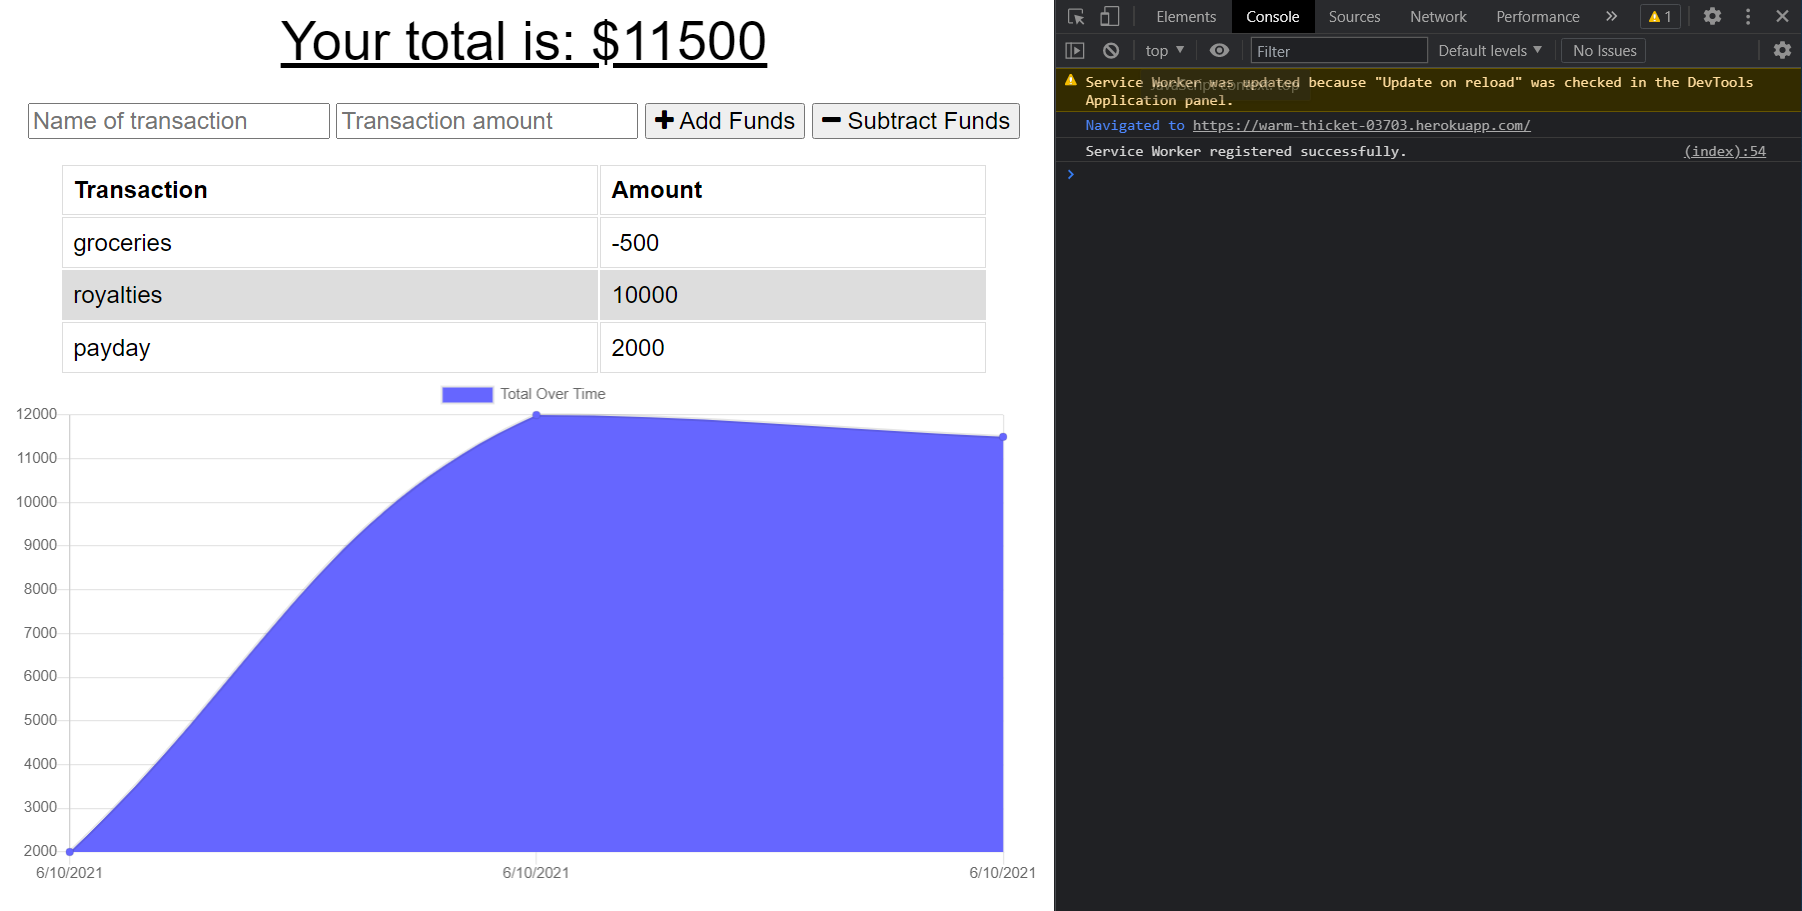 Your total is: $11500
Name of transaction Transaction amount Add Funds Subtract Funds
Transaction Amount
groceries -500
royalties 10000
payday 2000
Total Over Time
12000
11000
10000
9000
8000
7000
6000
5000
4000
3000
2000
6/10/2021 6/10/2021 6/10/2021
Elements Console Sources Network Performance » 1
top Filter Default levels No Issues
JavaScript context: top
Service Worker was updated because "Update on reload" was checked in the DevTools
Application panel.
Navigated to https://warm-thicket-03703.herokuapp.com/
Service Worker registered successfully. (index):54